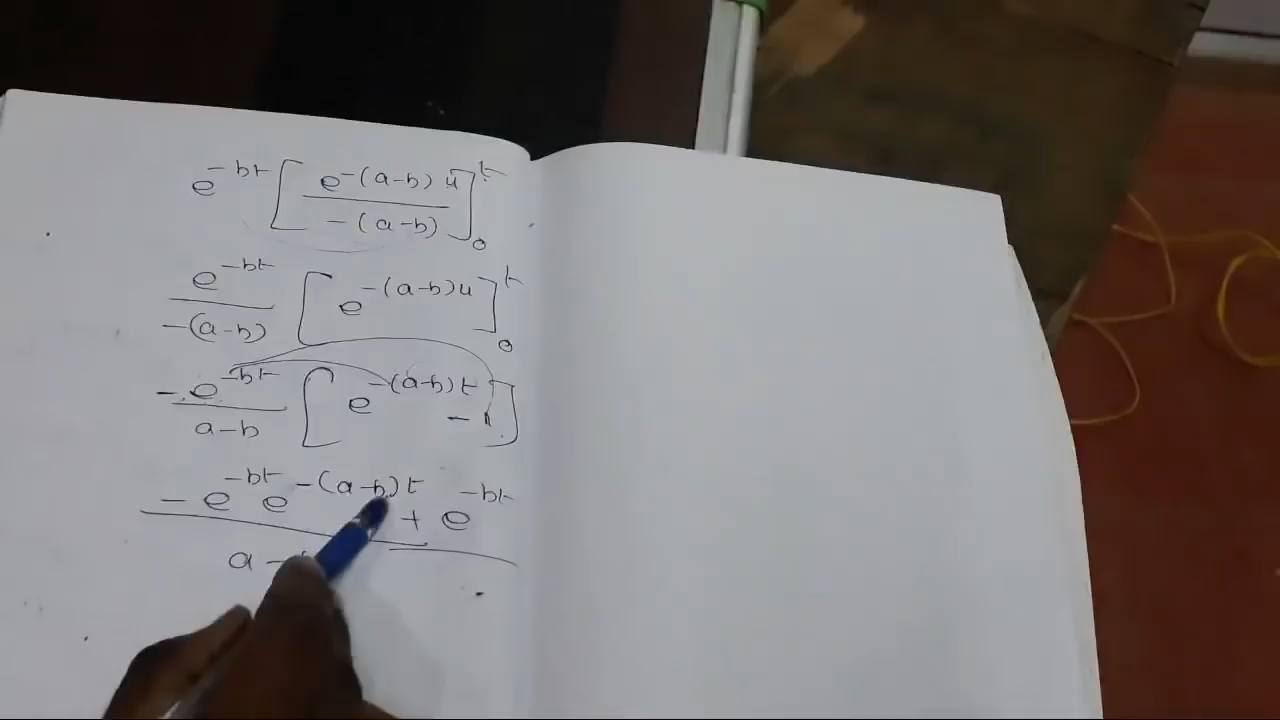 e^{-bt} [ e^{-(a-b)u} / -(a-b) ]_0^t
e^{-bt} / -(a-b) [ e^{-(a-b)u} ]_0^t
-e^{-bt} / a-b [ e^{-(a-b)t} - 1 ]
-e^{-bt} e^{-(a-b)t} + e^{-bt}
a -